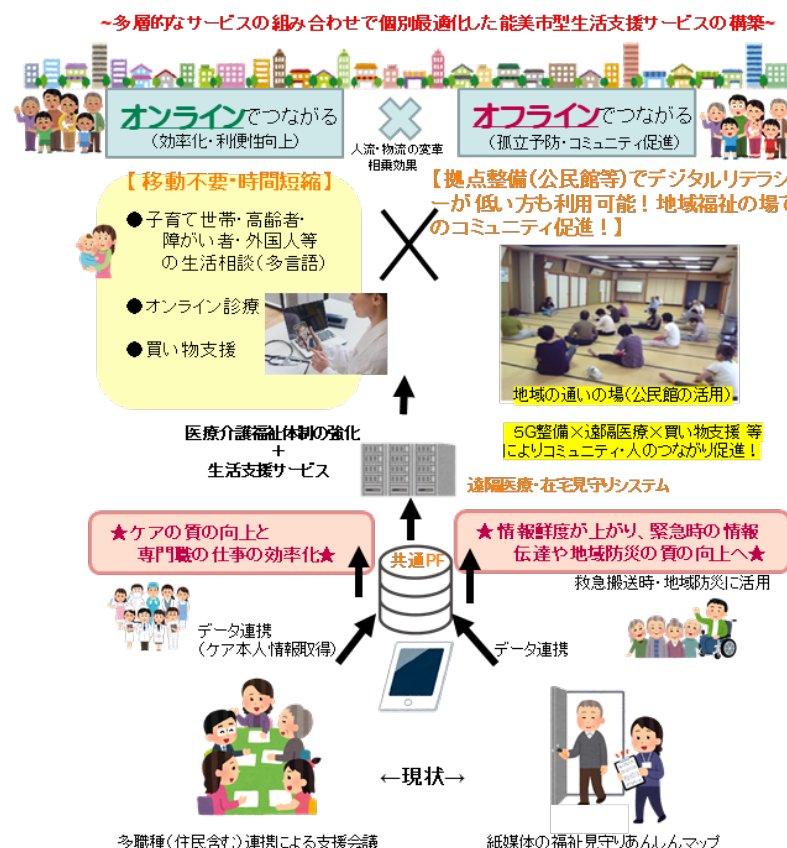 ~多層的なサービスの組み合わせで個別最適化した能美市型生活支援サービスの構築~
オンラインでつながる
(効率化・利便性向上)
人流・物流の変革
相乗効果
オフラインでつながる
(孤立予防・コミュニティ促進)
【移動不要・時間短縮】
●子育て世帯・高齢者・
障がい者・外国人等
の生活相談(多言語)
●オンライン診療
●買い物支援
【拠点整備(公民館等)でデジタルリテラシ
ーが低い方も利用可能!地域福祉の場で
のコミュニティ促進!】
地域の通いの場(公民館の活用)
5G整備×遠隔医療×買い物支援 等
によりコミュニティ・人のつながり促進!
医療介護福祉体制の強化
+
生活支援サービス
遠隔医療・在宅見守りシステム
★ケアの質の向上と
専門職の仕事の効率化★
共通PF
★情報鮮度が上がり、緊急時の情報
伝達や地域防災の質の向上へ★
救急搬送時・地域防災に活用
データ連携
(ケア本人情報取得)
データ連携
←現状→
多職種(住民含む)連携による支援会議
紙媒体の福祉見守りあんしんマップ